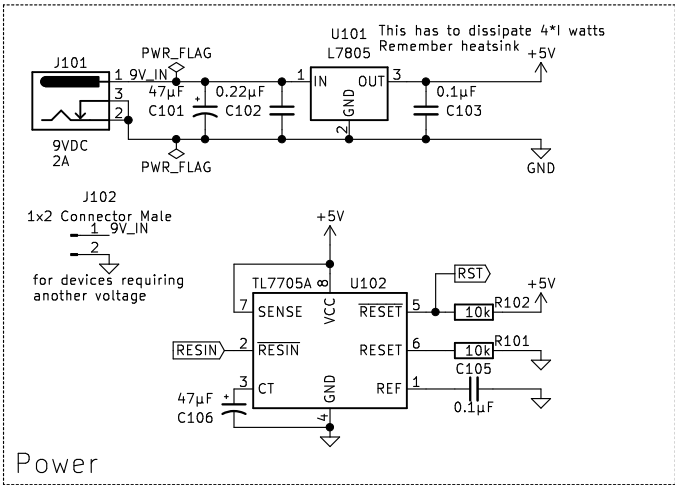 U101
L7805
This has to dissipate 4*I watts
Remember heatsink
+5V
J101
PWR_FLAG
1 9V_IN
3
2
47µF
C101
+
0.22µF
C102
1 IN
OUT 3
GND
2
0.1µF
C103
9VDC
2A
PWR_FLAG
GND
J102
1x2 Connector Male
1 9V_IN
2
for devices requiring
another voltage
+5V
TL7705A
8
VCC
U102
RST
+5V
7 SENSE
RESET 5
R102
10k
RESIN
2 RESIN
RESET 6
R101
10k
3 CT
REF 1
C105
0.1µF
47µF
+
C106
GND
4
Power